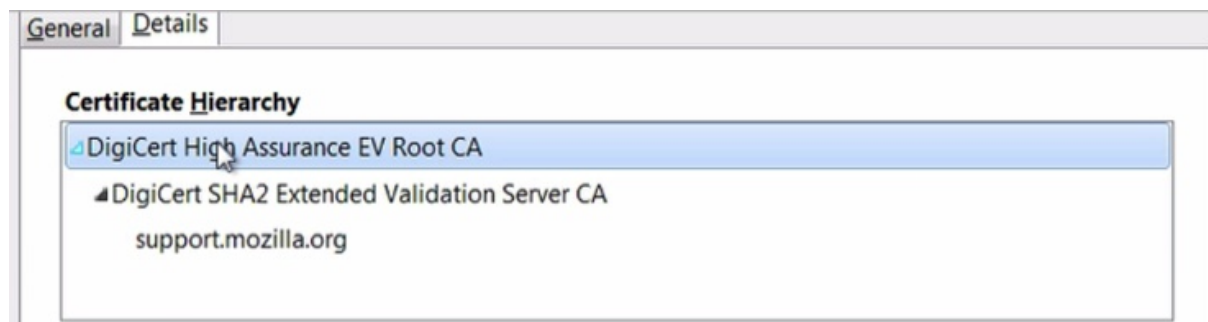 General Details
Certificate Hierarchy
DigiCert High Assurance EV Root CA
DigiCert SHA2 Extended Validation Server CA
support.mozilla.org